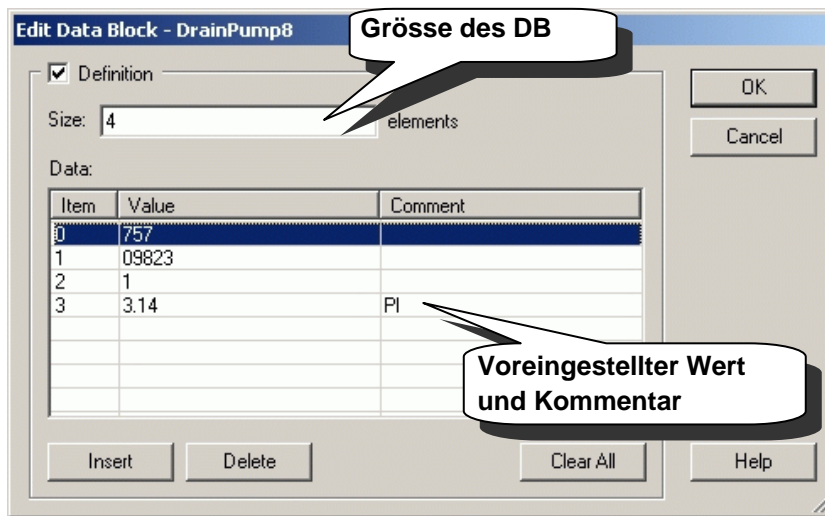 Edit Data Block - DrainPump8
Grösse des DB
Definition
Size: 4 elements
Data:
Item Value Comment
0 757
1 09823
2 1
3 3.14 PI
Voreingestellter Wert
und Kommentar
Insert Delete Clear All
OK
Cancel
Help